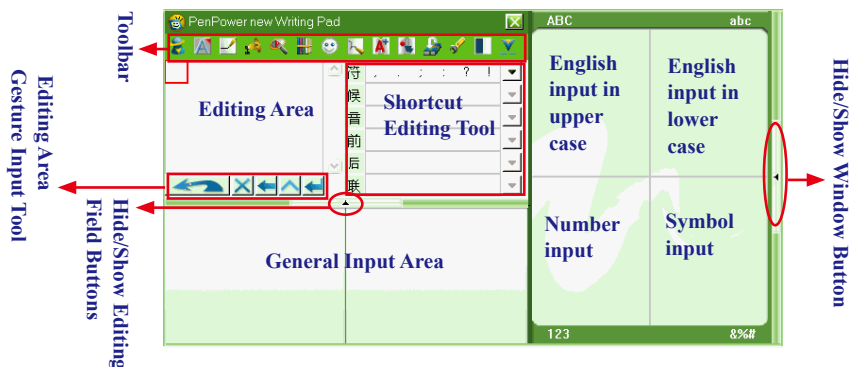 PenPower new Writing Pad
ABC
abc
Toolbar
符 , . ; : ? !
候
音
前
后
联
Editing Area
Shortcut
Editing Tool
English
input in
upper
case
English
input in
lower
case
Number
input
Symbol
input
General Input Area
123
&%#
Editing Area
Gesture Input Tool
Hide/Show Editing
Field Buttons
Hide/Show Window Button